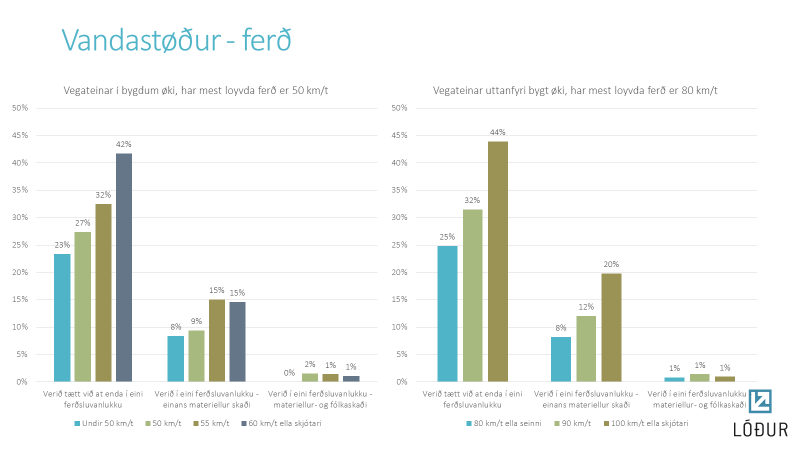 Vandastøður - ferð
Vegateinar í bygdum øki, har mest loyvda ferð er 50 km/t
50%
45%
40%
35%
30%
25%
20%
15%
10%
5%
0%
23%
27%
32%
42%
8%
9%
15%
15%
0%
2%
1%
1%
Verið tætt við at enda í eini
ferðsluvanlukku
Verið í eini ferðsluvanlukku -
einans materiellur skaði
Verið í eini ferðsluvanlukku -
materiellur- og fólkaskaði
Undir 50 km/t
50 km/t
55 km/t
60 km/t ella skjótari
Vegateinar uttanfyri bygt øki, har mest loyvda ferð er 80 km/t
50%
45%
40%
35%
30%
25%
20%
15%
10%
5%
0%
25%
32%
44%
8%
12%
20%
1%
1%
1%
Verið tætt við at enda í eini
ferðsluvanlukku
Verið í eini ferðsluvanlukku -
einans materiellur skaði
Verið í eini ferðsluvanlukku -
materiellur- og fólkaskaði
80 km/t ella seinni
90 km/t
100 km/t ella skjótari
LÓÐUR